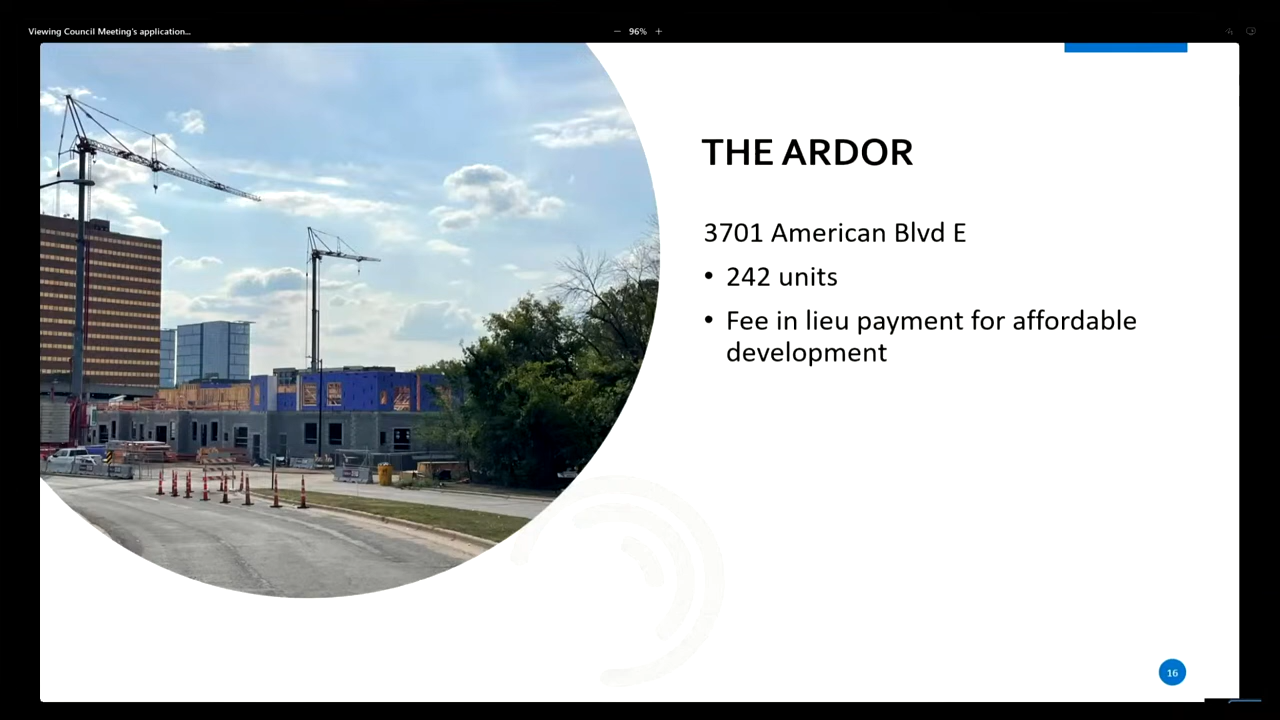 Viewing Council Meeting's application...
− 96% +
THE ARDOR
3701 American Blvd E
• 242 units
• Fee in lieu payment for affordable
development
16